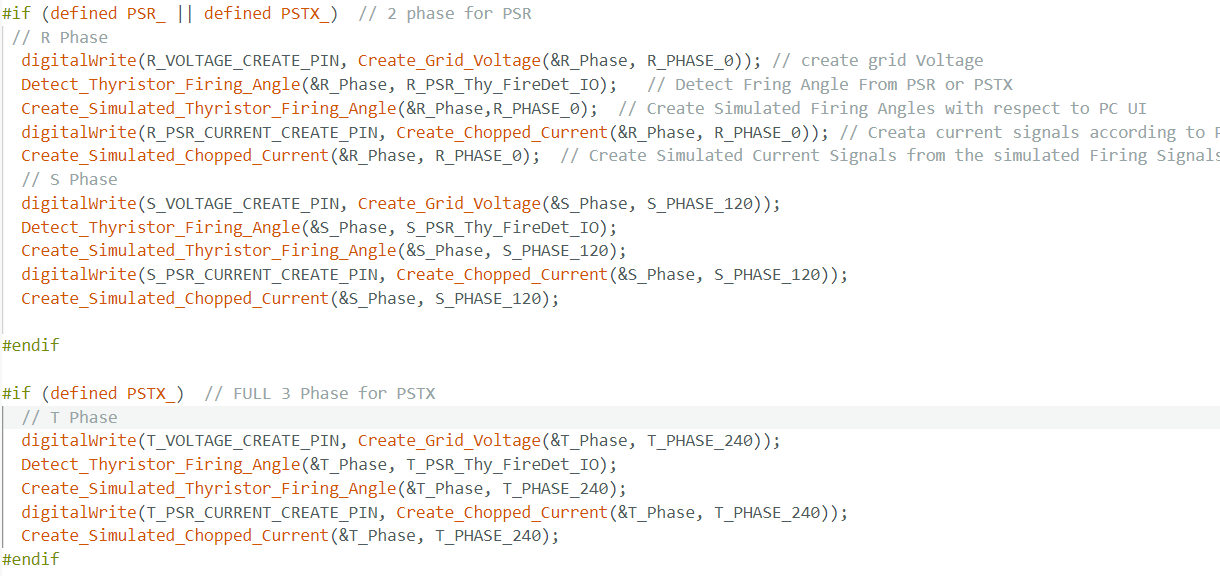 #if (defined PSR_ || defined PSTX_)  // 2 phase for PSR
// R Phase
digitalWrite(R_VOLTAGE_CREATE_PIN, Create_Grid_Voltage(&R_Phase, R_PHASE_0)); // create grid Voltage
Detect_Thyristor_Firing_Angle(&R_Phase, R_PSR_Thy_FireDet_IO);   // Detect Fring Angle From PSR or PSTX
Create_Simulated_Thyristor_Firing_Angle(&R_Phase,R_PHASE_0);  // Create Simulated Firing Angles with respect to PC UI
digitalWrite(R_PSR_CURRENT_CREATE_PIN, Create_Chopped_Current(&R_Phase, R_PHASE_0)); // Creata current signals according to
Create_Simulated_Chopped_Current(&R_Phase, R_PHASE_0);  // Create Simulated Current Signals from the simulated Firing Signals
// S Phase
digitalWrite(S_VOLTAGE_CREATE_PIN, Create_Grid_Voltage(&S_Phase, S_PHASE_120));
Detect_Thyristor_Firing_Angle(&S_Phase, S_PSR_Thy_FireDet_IO);
Create_Simulated_Thyristor_Firing_Angle(&S_Phase, S_PHASE_120);
digitalWrite(S_PSR_CURRENT_CREATE_PIN, Create_Chopped_Current(&S_Phase, S_PHASE_120));
Create_Simulated_Chopped_Current(&S_Phase, S_PHASE_120);
#endif
#if (defined PSTX_)  // FULL 3 Phase for PSTX
// T Phase
digitalWrite(T_VOLTAGE_CREATE_PIN, Create_Grid_Voltage(&T_Phase, T_PHASE_240));
Detect_Thyristor_Firing_Angle(&T_Phase, T_PSR_Thy_FireDet_IO);
Create_Simulated_Thyristor_Firing_Angle(&T_Phase, T_PHASE_240);
digitalWrite(T_PSR_CURRENT_CREATE_PIN, Create_Chopped_Current(&T_Phase, T_PHASE_240));
Create_Simulated_Chopped_Current(&T_Phase, T_PHASE_240);
#endif